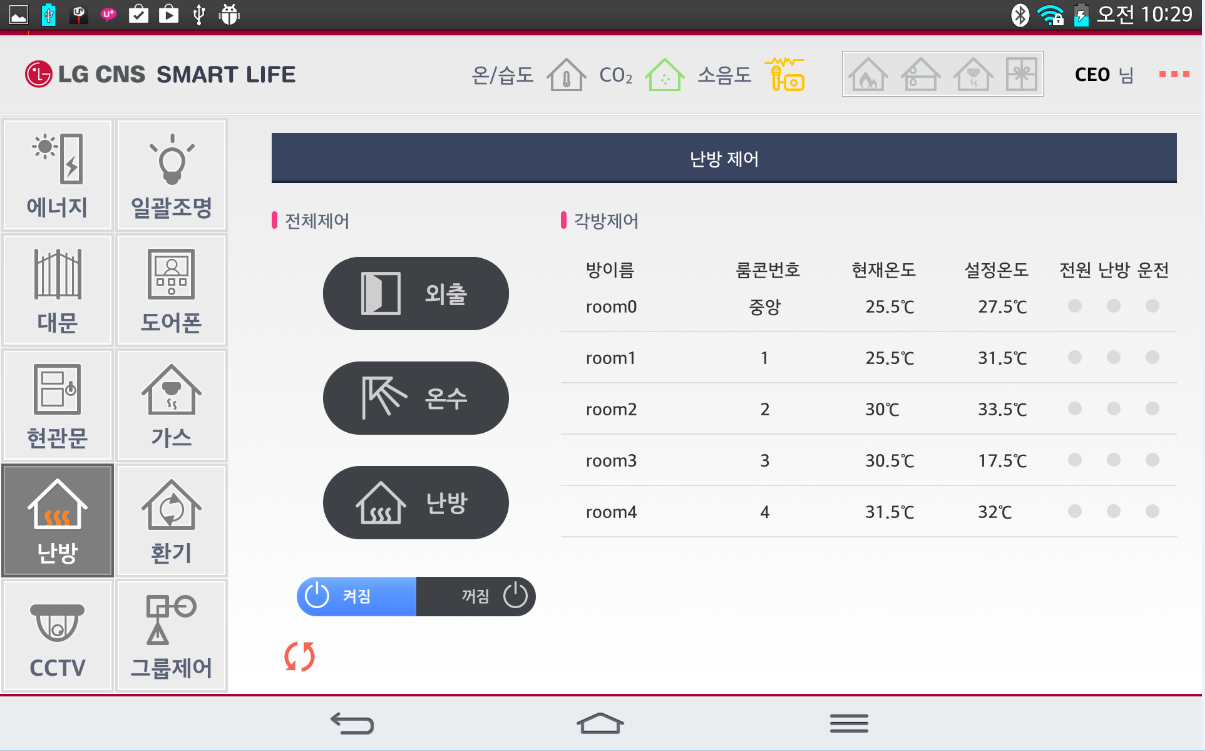 오전 10:29
LG CNS SMART LIFE
온/습도 CO₂ 소음도 CEO 님
에너지 일괄조명
대문 도어폰
현관문 가스
난방 환기
CCTV 그룹제어
난방 제어
전체제어
외출
온수
난방
켜짐 꺼짐
각방제어
방이름 룸콘번호 현재온도 설정온도 전원 난방 운전
room0 중앙 25.5℃ 27.5℃
room1 1 25.5℃ 31.5℃
room2 2 30℃ 33.5℃
room3 3 30.5℃ 17.5℃
room4 4 31.5℃ 32℃